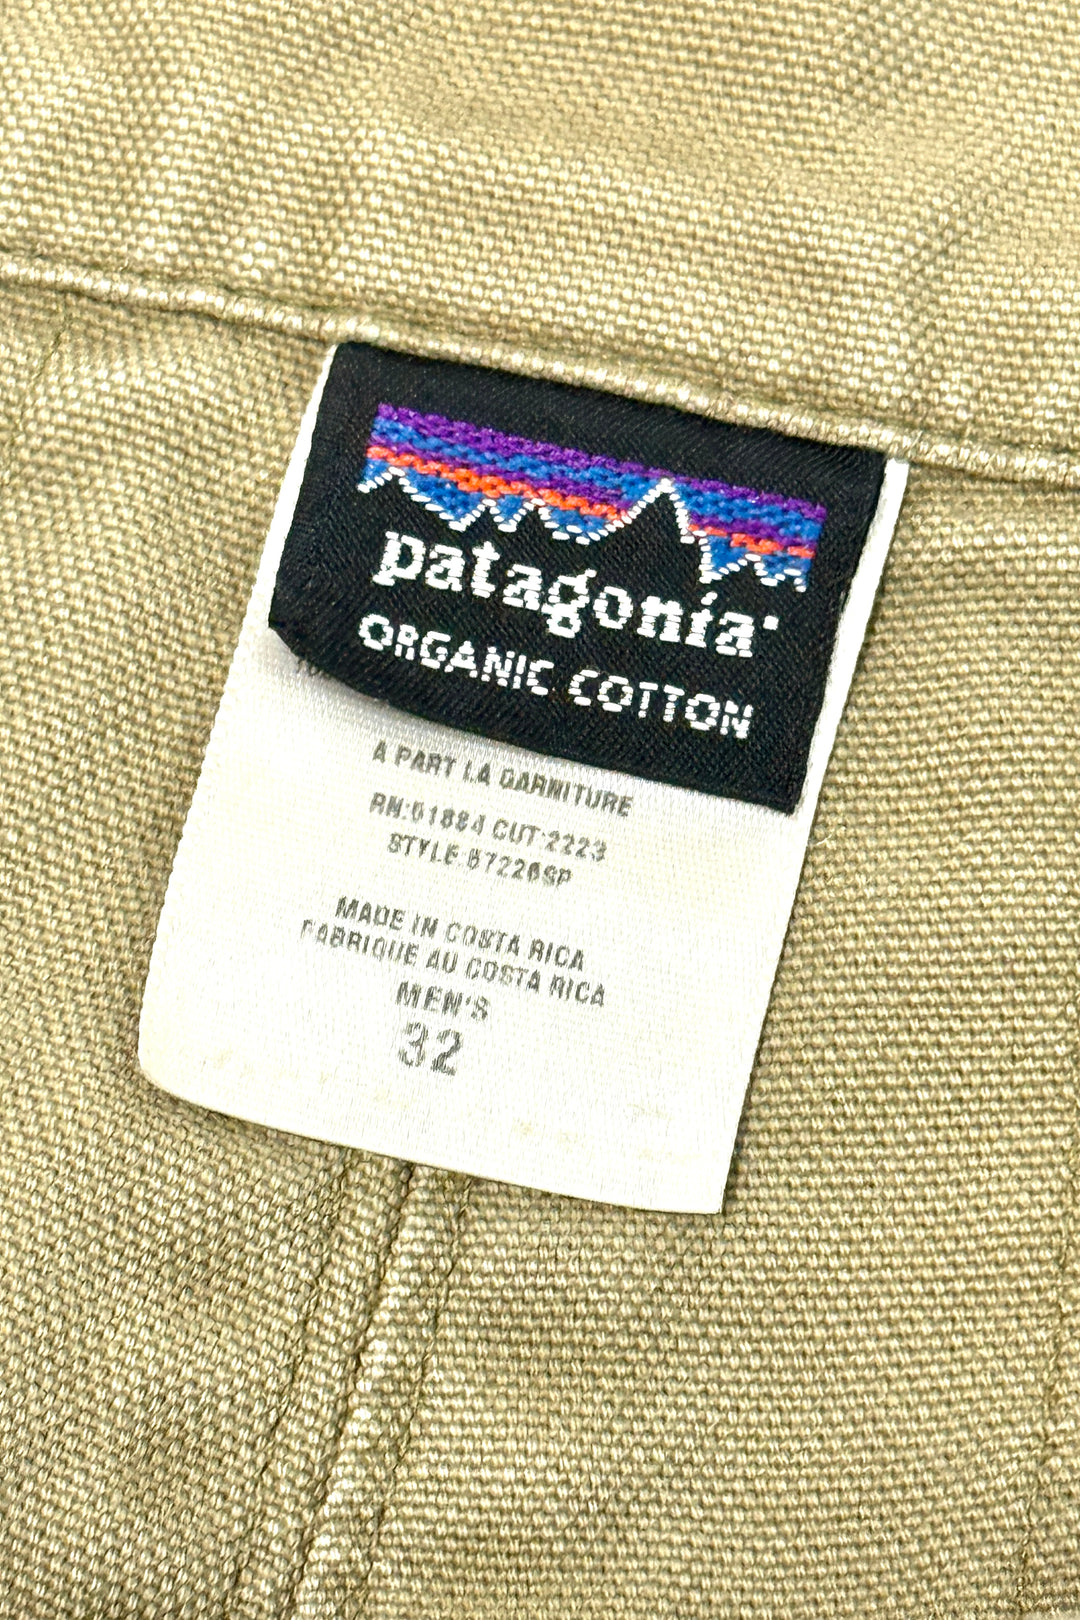 patagonia
ORGANIC COTTON
A PART LA GARNITURE
RN:51884 CUT:2223
STYLE:57226SP
MADE IN COSTA RICA
FABRIQUE AU COSTA RICA
MEN'S
32